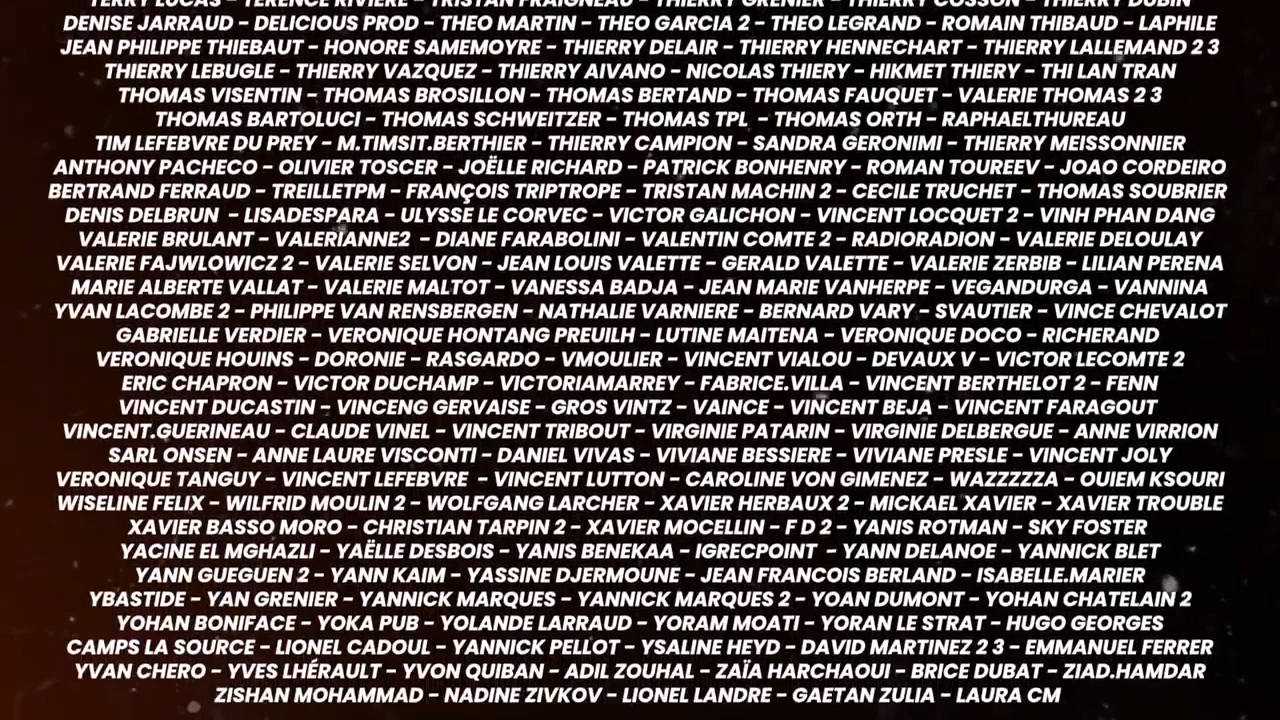 TERRY LUCAS - TERENCE RIVIERE - TRISTAN FRAIGNEAU - THIERRY GRENIER - THIERRY COSSON - THIERRY DUBIN
DENISE JARRAUD - DELICIOUS PROD - THEO MARTIN - THEO GARCIA 2 - THEO LEGRAND - ROMAIN THIBAUD - LAPHILE
JEAN PHILIPPE THIEBAUT - HONORE SAMEMOYRE - THIERRY DELAIR - THIERRY HENNECHART - THIERRY LALLEMAND 2 3
THIERRY LEBUGLE - THIERRY VAZQUEZ - THIERRY AIVANO - NICOLAS THIERY - HIKMET THIERY - THI LAN TRAN
THOMAS VISENTIN - THOMAS BROSILLON - THOMAS BERTAND - THOMAS FAUQUET - VALERIE THOMAS 2 3
THOMAS BARTOLUCI - THOMAS SCHWEITZER - THOMAS TPL - THOMAS ORTH - RAPHAELTHUREAU
TIM LEFEBVRE DU PREY - M.TIMSIT.BERTHIER - THIERRY CAMPION - SANDRA GERONIMI - THIERRY MEISSONNIER
ANTHONY PACHECO - OLIVIER TOSCER - JOËLLE RICHARD - PATRICK BONHENRY - ROMAN TOUREEV - JOAO CORDEIRO
BERTRAND FERRAUD - TREILLETPM - FRANÇOIS TRIPTROPE - TRISTAN MACHIN 2 - CECILE TRUCHET - THOMAS SOUBRIER
DENIS DELBRUN - LISADESPARA - ULYSSE LE CORVEC - VICTOR GALICHON - VINCENT LOCQUET 2 - VINH PHAN DANG
VALERIE BRULANT - VALERIANNE2 - DIANE FARABOLINI - VALENTIN COMTE 2 - RADIORADION - VALERIE DELOULAY
VALERIE FAJWLOWICZ 2 - VALERIE SELVON - JEAN LOUIS VALETTE - GERALD VALETTE - VALERIE ZERBIB - LILIAN PERENA
MARIE ALBERTE VALLAT - VALERIE MALTOT - VANESSA BADJA - JEAN MARIE VANHERPE - VEGANDURGA - VANNINA
YVAN LACOMBE 2 - PHILIPPE VAN RENSBERGEN - NATHALIE VARNIERE - BERNARD VARY - SVAUTIER - VINCE CHEVALOT
GABRIELLE VERDIER - VERONIQUE HONTANG PREUILH - LUTINE MAITENA - VERONIQUE DOCO - RICHERAND
VERONIQUE HOUINS - DORONIE - RASGARDO - VMOULIER - VINCENT VIALOU - DEVAUX V - VICTOR LECOMTE 2
ERIC CHAPRON - VICTOR DUCHAMP - VICTORIAMARREY - FABRICE.VILLA - VINCENT BERTHELOT 2 - FENN
VINCENT DUCASTIN - VINCENG GERVAISE - GROS VINTZ - VAINCE - VINCENT BEJA - VINCENT FARAGOUT
VINCENT.GUERINEAU - CLAUDE VINEL - VINCENT TRIBOUT - VIRGINIE PATARIN - VIRGINIE DELBERGUE - ANNE VIRRION
SARL ONSEN - ANNE LAURE VISCONTI - DANIEL VIVAS - VIVIANE BESSIERE - VIVIANE PRESLE - VINCENT JOLY
VERONIQUE TANGUY - VINCENT LEFEBVRE - VINCENT LUTTON - CAROLINE VON GIMENEZ - WAZZZZZA - OUIEM KSOURI
WISELINE FELIX - WILFRID MOULIN 2 - WOLFGANG LARCHER - XAVIER HERBAUX 2 - MICKAEL XAVIER - XAVIER TROUBLE
XAVIER BASSO MORO - CHRISTIAN TARPIN 2 - XAVIER MOCELLIN - F D 2 - YANIS ROTMAN - SKY FOSTER
YACINE EL MGHAZLI - YAËLLE DESBOIS - YANIS BENEKAA - IGRECPOINT - YANN DELANOE - YANNICK BLET
YANN GUEGUEN 2 - YANN KAIM - YASSINE DJERMOUNE - JEAN FRANCOIS BERLAND - ISABELLE.MARIER
YBASTIDE - YAN GRENIER - YANNICK MARQUES - YANNICK MARQUES 2 - YOAN DUMONT - YOHAN CHATELAIN 2
YOHAN BONIFACE - YOKA PUB - YOLANDE LARRAUD - YORAM MOATI - YORAN LE STRAT - HUGO GEORGES
CAMPS LA SOURCE - LIONEL CADOUL - YANNICK PELLOT - YSALINE HEYD - DAVID MARTINEZ 2 3 - EMMANUEL FERRER
YVAN CHERO - YVES LHÉRAULT - YVON QUIBAN - ADIL ZOUHAL - ZAÏA HARCHAOUI - BRICE DUBAT - ZIAD.HAMDAR
ZISHAN MOHAMMAD - NADINE ZIVKOV - LIONEL LANDRE - GAETAN ZULIA - LAURA CM